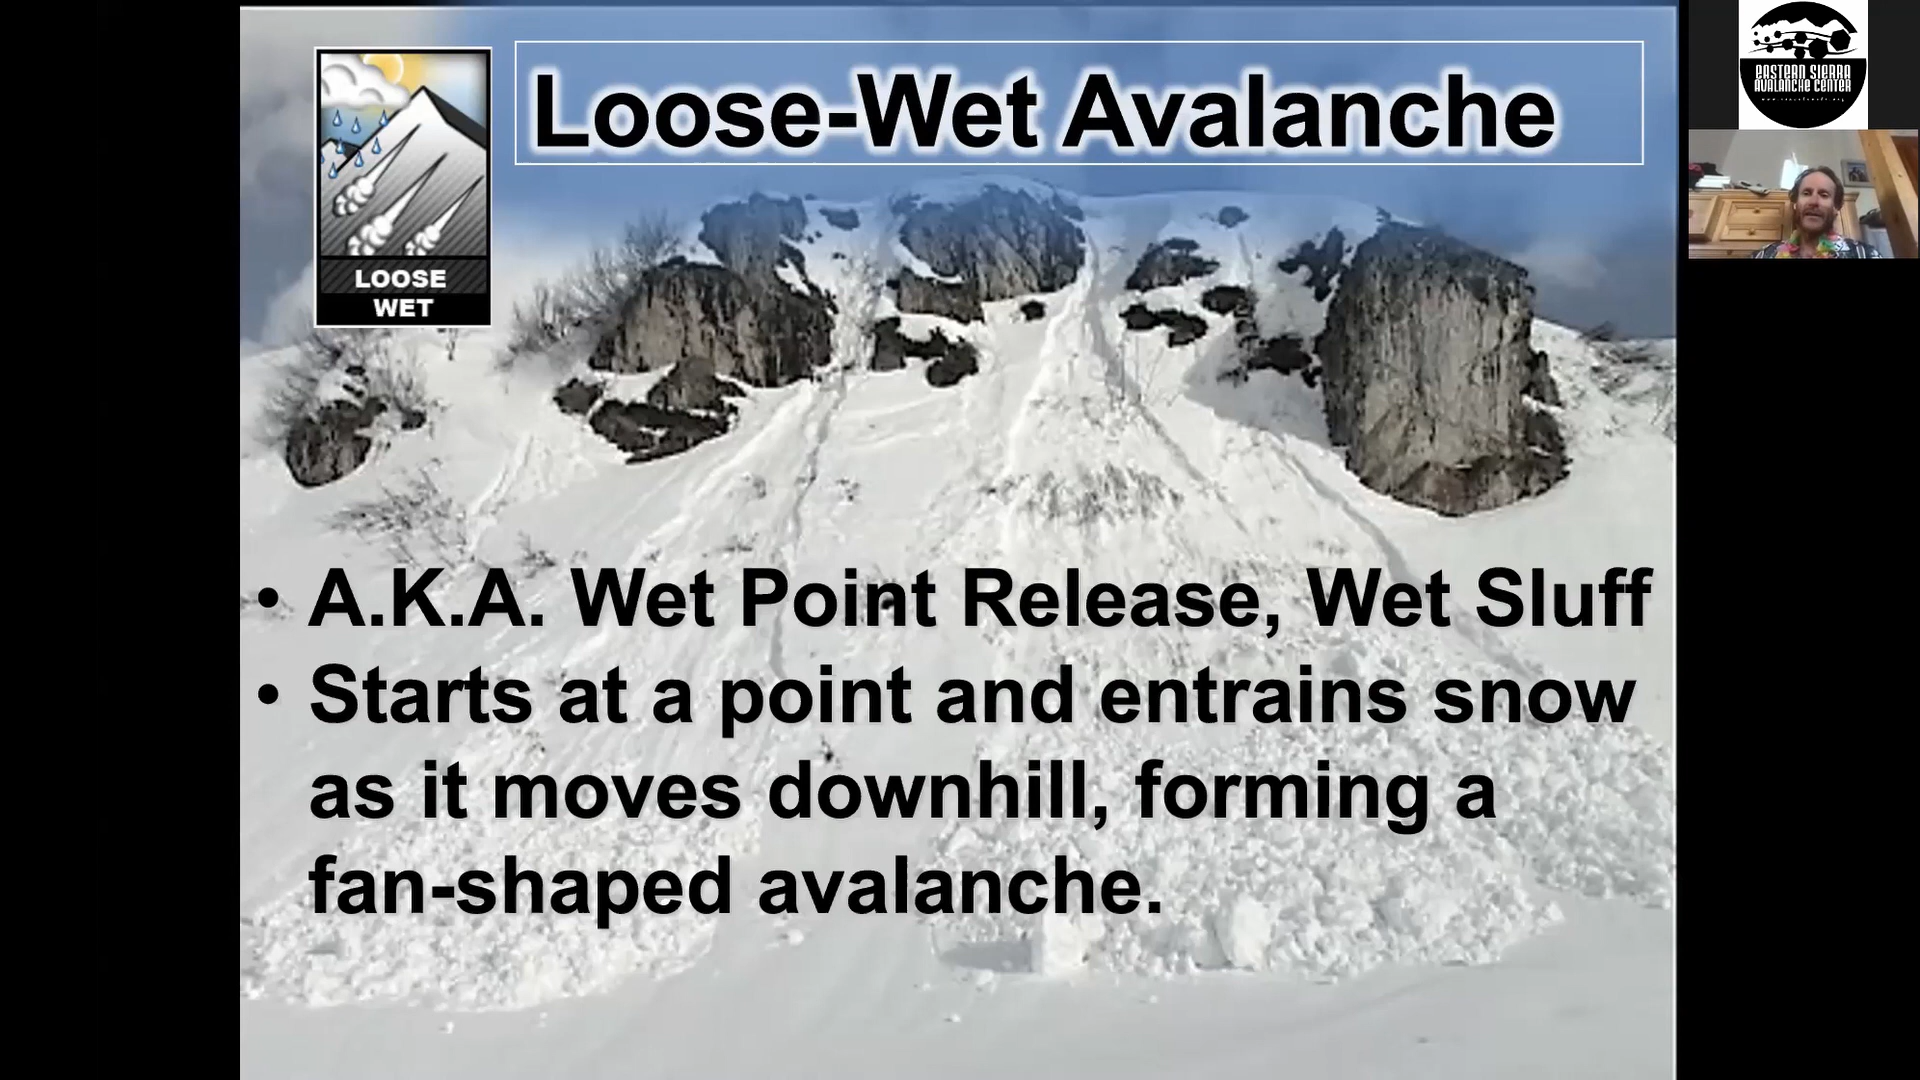 Loose-Wet Avalanche
LOOSE
WET
• A.K.A. Wet Point Release, Wet Sluff
• Starts at a point and entrains snow
as it moves downhill, forming a
fan-shaped avalanche.
EASTERN SIERRA
AVALANCHE CENTER